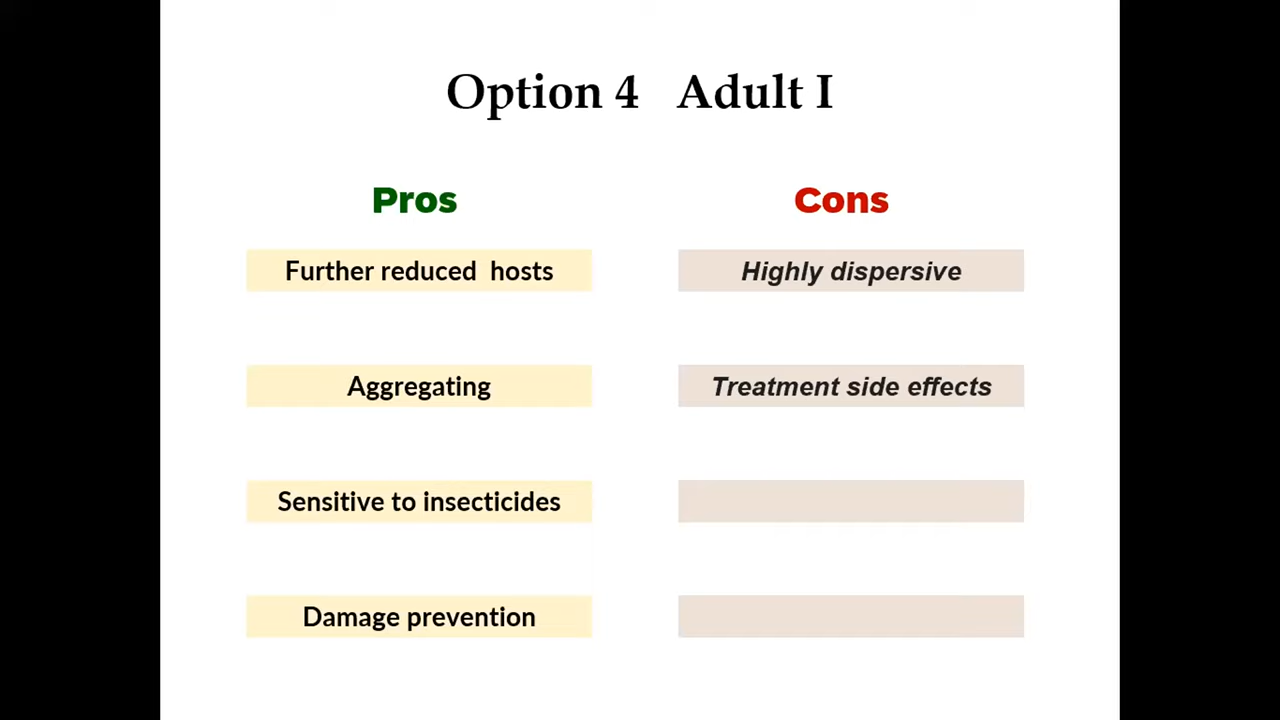 Option 4 Adult I
Pros
Cons
Further reduced hosts
Highly dispersive
Aggregating
Treatment side effects
Sensitive to insecticides
Damage prevention